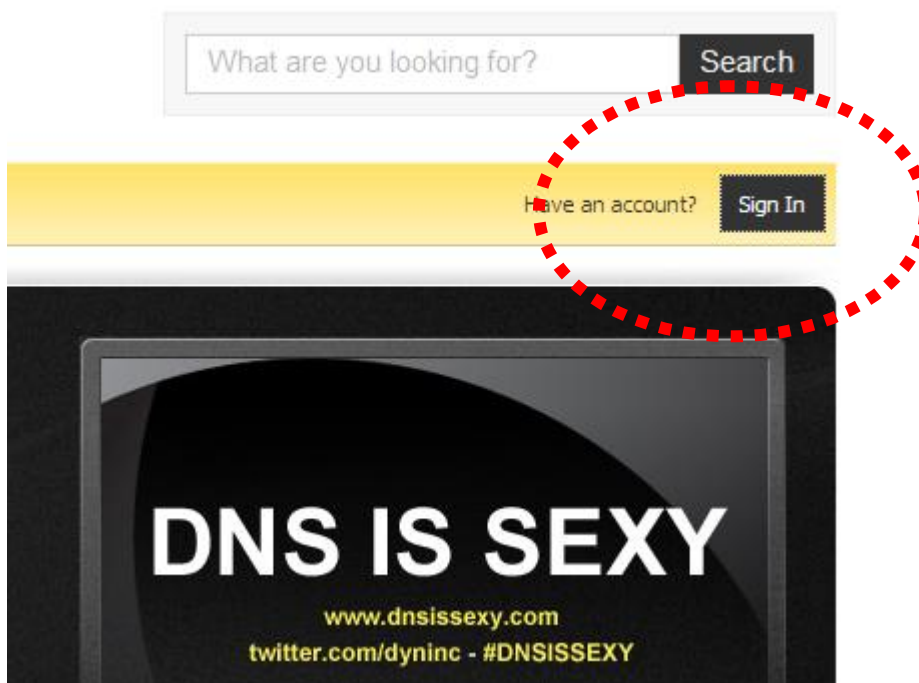 What are you looking for? Search
Have an account? Sign In
DNS IS SEXY
www.dnsissexy.com
twitter.com/dyninc - #DNSISSEXY